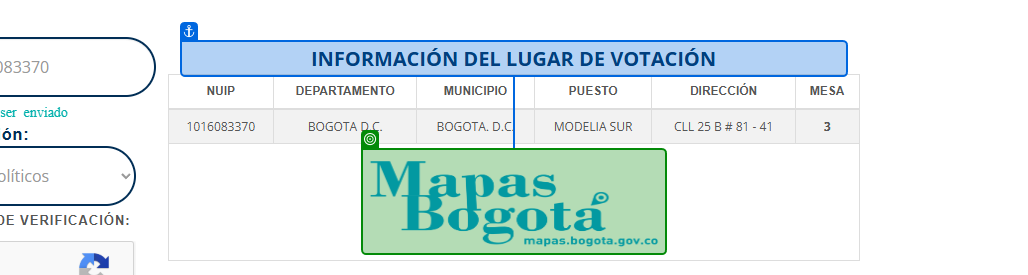 083370
ser enviado
ón:
olíticos
DE VERIFICACIÓN:
INFORMACIÓN DEL LUGAR DE VOTACIÓN
NUIP DEPARTAMENTO MUNICIPIO PUESTO DIRECCIÓN MESA
1016083370 BOGOTA D.C. BOGOTA. D.C. MODELIA SUR CLL 25 B # 81 - 41 3
Mapas
Bogotá
mapas.bogota.gov.co